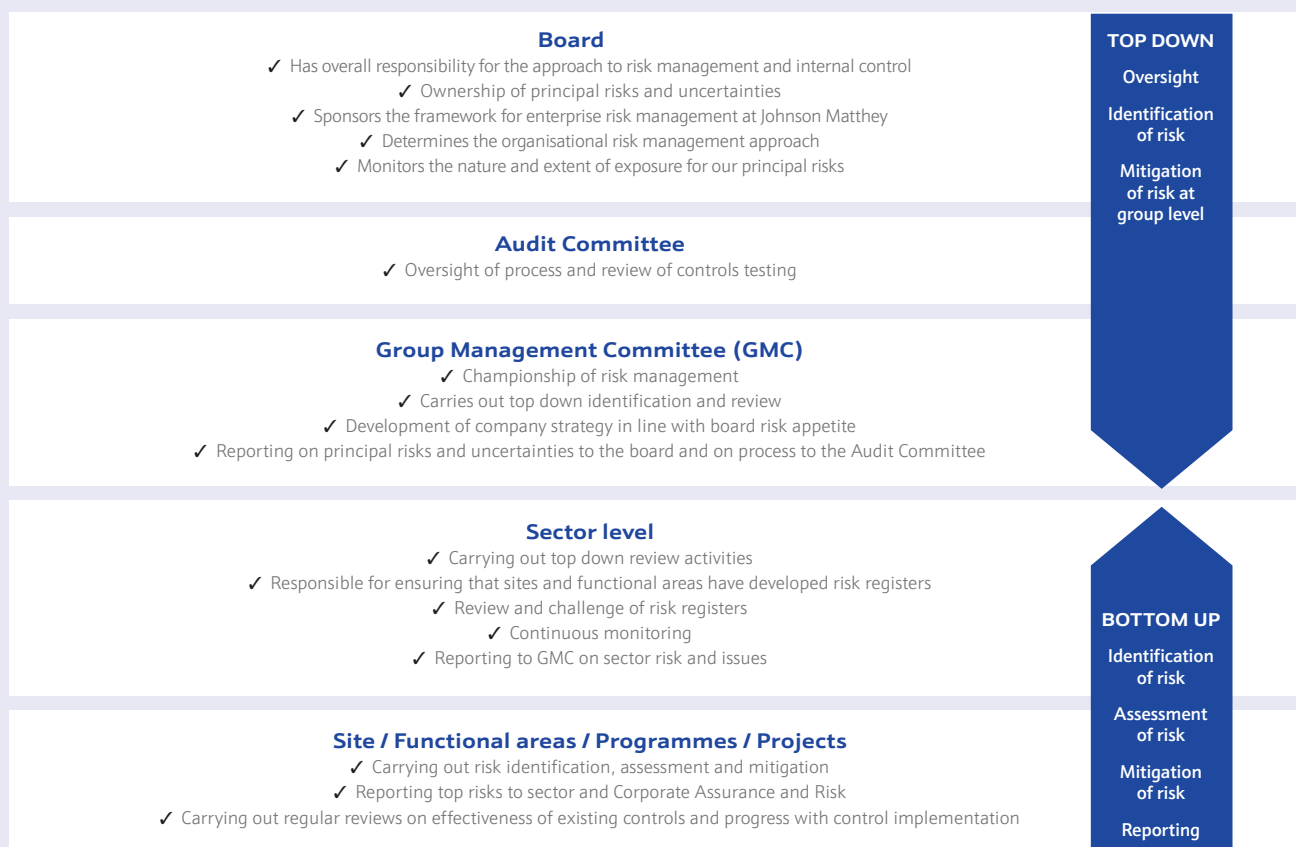 Board
✓ Has overall responsibility for the approach to risk management and internal control
✓ Ownership of principal risks and uncertainties
✓ Sponsors the framework for enterprise risk management at Johnson Matthey
✓ Determines the organisational risk management approach
✓ Monitors the nature and extent of exposure for our principal risks
Audit Committee
✓ Oversight of process and review of controls testing
Group Management Committee (GMC)
✓ Championship of risk management
✓ Carries out top down identification and review
✓ Development of company strategy in line with board risk appetite
✓ Reporting on principal risks and uncertainties to the board and on process to the Audit Committee
Sector level
✓ Carrying out top down review activities
✓ Responsible for ensuring that sites and functional areas have developed risk registers
✓ Review and challenge of risk registers
✓ Continuous monitoring
✓ Reporting to GMC on sector risk and issues
Site / Functional areas / Programmes / Projects
✓ Carrying out risk identification, assessment and mitigation
✓ Reporting top risks to sector and Corporate Assurance and Risk
✓ Carrying out regular reviews on effectiveness of existing controls and progress with control implementation
TOP DOWN
Oversight
Identification
of risk
Mitigation
of risk at
group level
BOTTOM UP
Identification
of risk
Assessment
of risk
Mitigation
of risk
Reporting